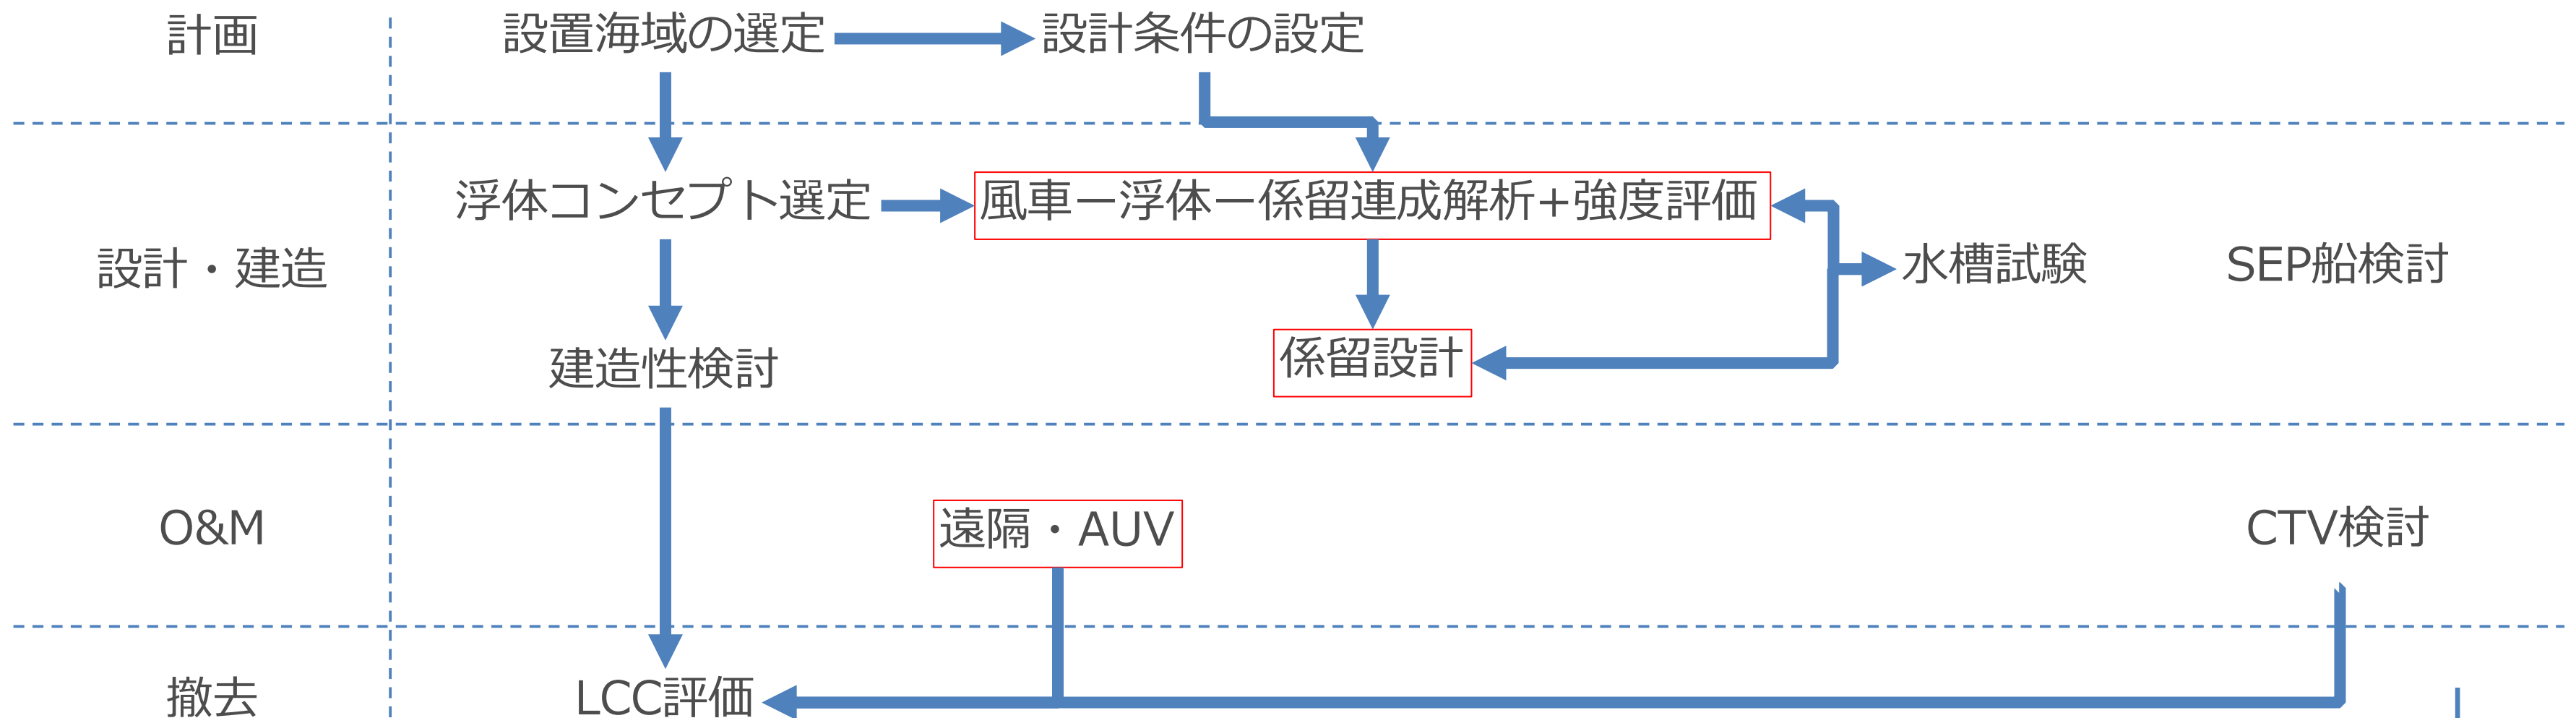 計画
設置海域の選定
設計条件の設定
設計・建造
浮体コンセプト選定
風車ー浮体ー係留連成解析+強度評価
水槽試験
SEP船検討
建造性検討
係留設計
O&M
遠隔・AUV
CTV検討
撤去
LCC評価